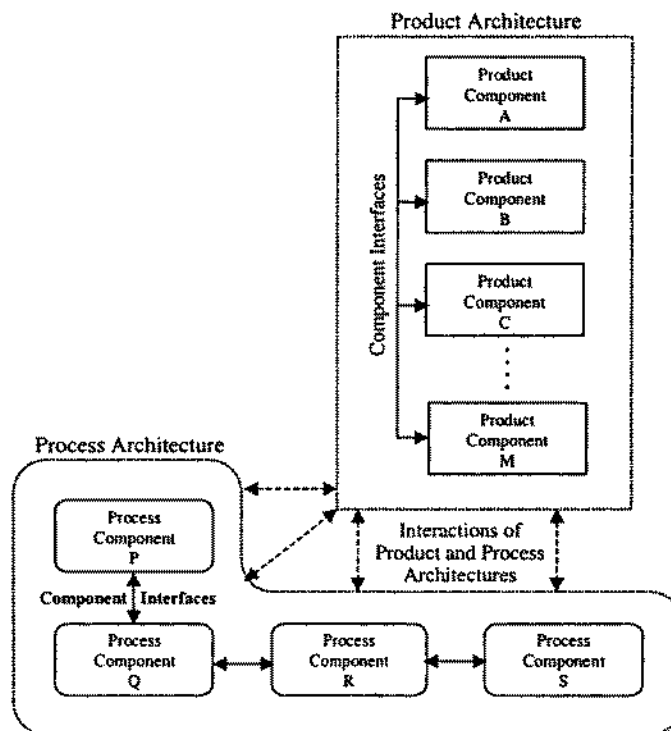 Product Architecture
Product
Component
A
Product
Component
B
Component Interfaces
Product
Component
C
Product
Component
M
Process Architecture
Process
Component
P
Interactions of
Product and Process
Architectures
Component Interfaces
Process
Component
Q
Process
Component
R
Process
Component
S